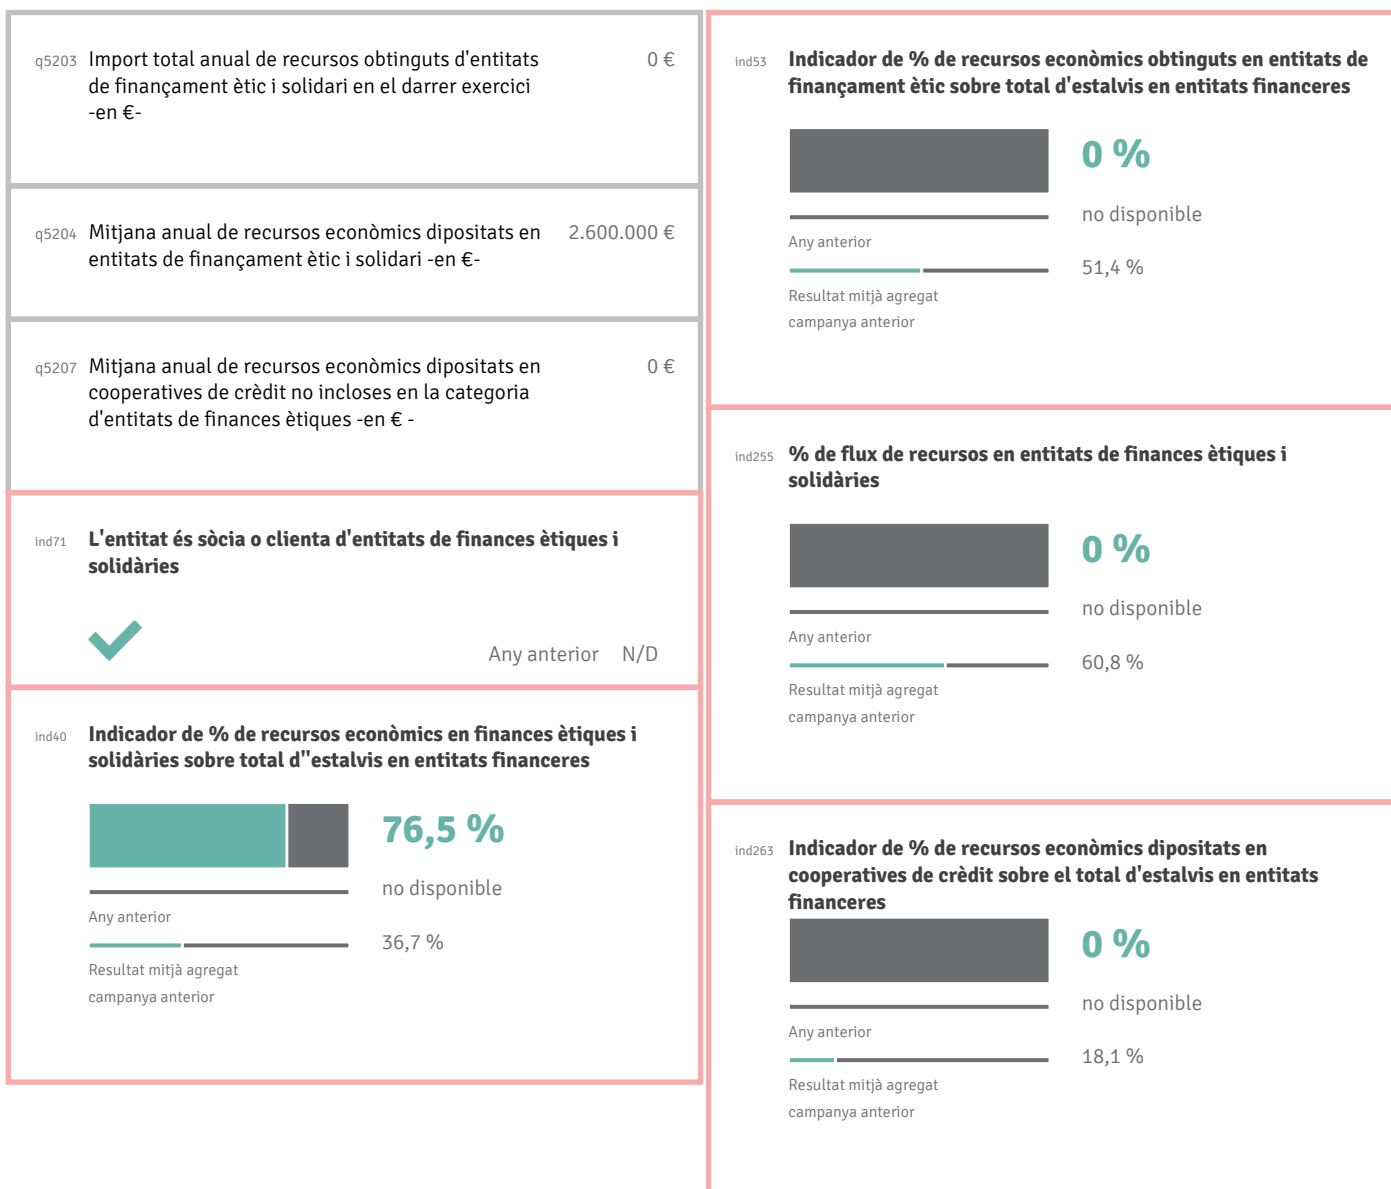 q5203 Import total anual de recursos obtinguts d'entitats 0 €
de finançament ètic i solidari en el darrer exercici
-en €-
q5204 Mitjana anual de recursos econòmics dipositats en 2.600.000 €
entitats de finançament ètic i solidari -en €-
q5207 Mitjana anual de recursos econòmics dipositats en 0 €
cooperatives de crèdit no incloses en la categoria
d'entitats de finances ètiques -en € -
ind71 L'entitat és sòcia o clienta d'entitats de finances ètiques i
solidàries
Any anterior N/D
ind40 Indicador de % de recursos econòmics en finances ètiques i
solidàries sobre total d''estalvis en entitats financeres
76,5 %
no disponible
Any anterior
36,7 %
Resultat mitjà agregat
campanya anterior
ind53 Indicador de % de recursos econòmics obtinguts en entitats de
finançament ètic sobre total d'estalvis en entitats financeres
0 %
no disponible
Any anterior
51,4 %
Resultat mitjà agregat
campanya anterior
ind255 % de flux de recursos en entitats de finances ètiques i
solidàries
0 %
no disponible
Any anterior
60,8 %
Resultat mitjà agregat
campanya anterior
ind263 Indicador de % de recursos econòmics dipositats en
cooperatives de crèdit sobre el total d'estalvis en entitats
financeres
0 %
no disponible
Any anterior
18,1 %
Resultat mitjà agregat
campanya anterior